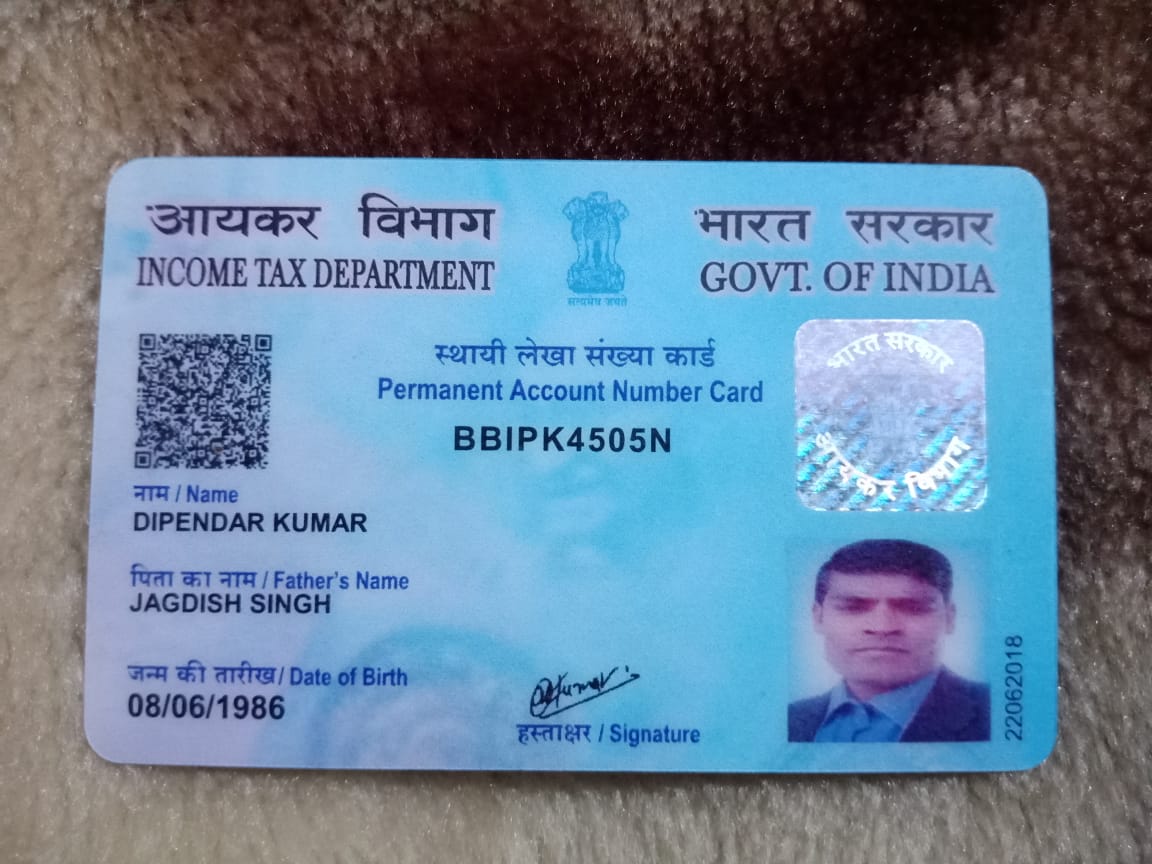 आयकर विभाग
INCOME TAX DEPARTMENT
सत्यमेव जयते
भारत सरकार
GOVT. OF INDIA
स्थायी लेखा संख्या कार्ड
Permanent Account Number Card
BBIPK4505N
भारत सरकार
आयकर विभाग
नाम / Name
DIPENDAR KUMAR
पिता का नाम / Father's Name
JAGDISH SINGH
जन्म की तारीख / Date of Birth
08/06/1986
हस्ताक्षर / Signature
22062018